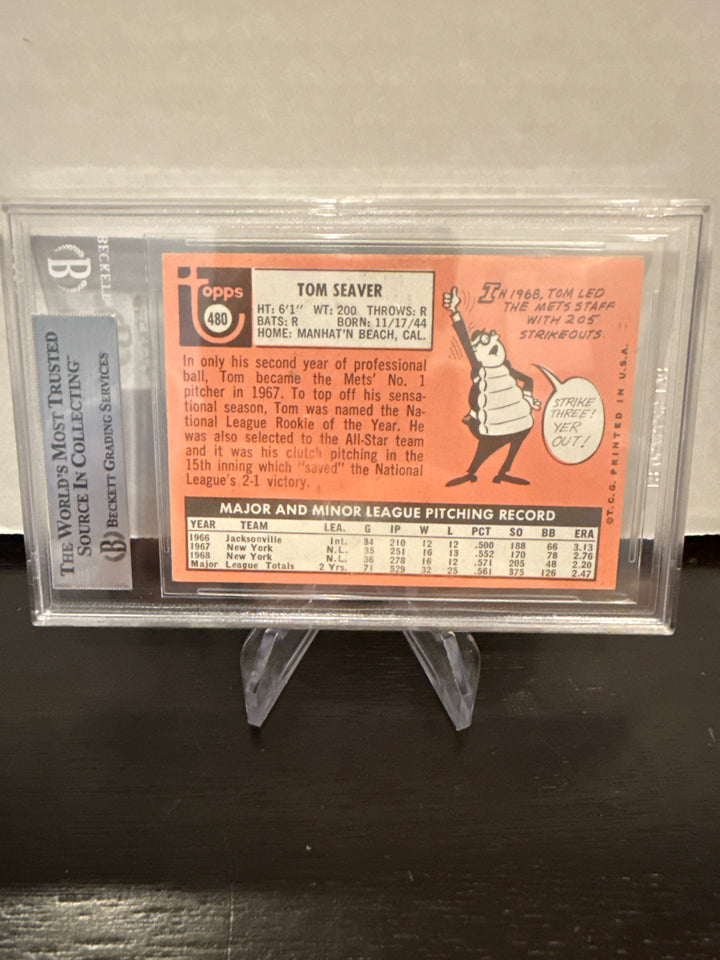 BECKETT
B
THE WORLD'S MOST TRUSTED
SOURCE IN COLLECTING™
BECKETT GRADING SERVICES
topps
480
TOM SEAVER
HT: 6'1" WT: 200 THROWS: R
BATS: R BORN: 11/17/44
HOME: MANHAT'N BEACH, CAL.
In only his second year of professional
ball, Tom became the Mets' No. 1
pitcher in 1967. To top off his sensa-
tional season, Tom was named the Na-
tional League Rookie of the Year. He
was also selected to the All-Star team
and it was his clutch pitching in the
15th inning which "saved" the National
League's 2-1 victory.
IN 1968, TOM LED
THE METS STAFF
WITH 205
STRIKEOUTS.
STRIKE
THREE!
YER
OUT!
©T.C.G. PRINTED IN U.S.A.
MAJOR AND MINOR LEAGUE PITCHING RECORD
YEAR TEAM LEA. G IP W L PCT SO BB ERA
1966 Jacksonville Int. 34 210 12 12 .500 188 66 3.13
1967 New York N.L. 35 251 16 13 .552 170 78 2.76
1968 New York N.L. 36 278 16 12 .571 205 48 2.20
Major League Totals 2 Yrs. 71 529 32 25 .561 375 126 2.47